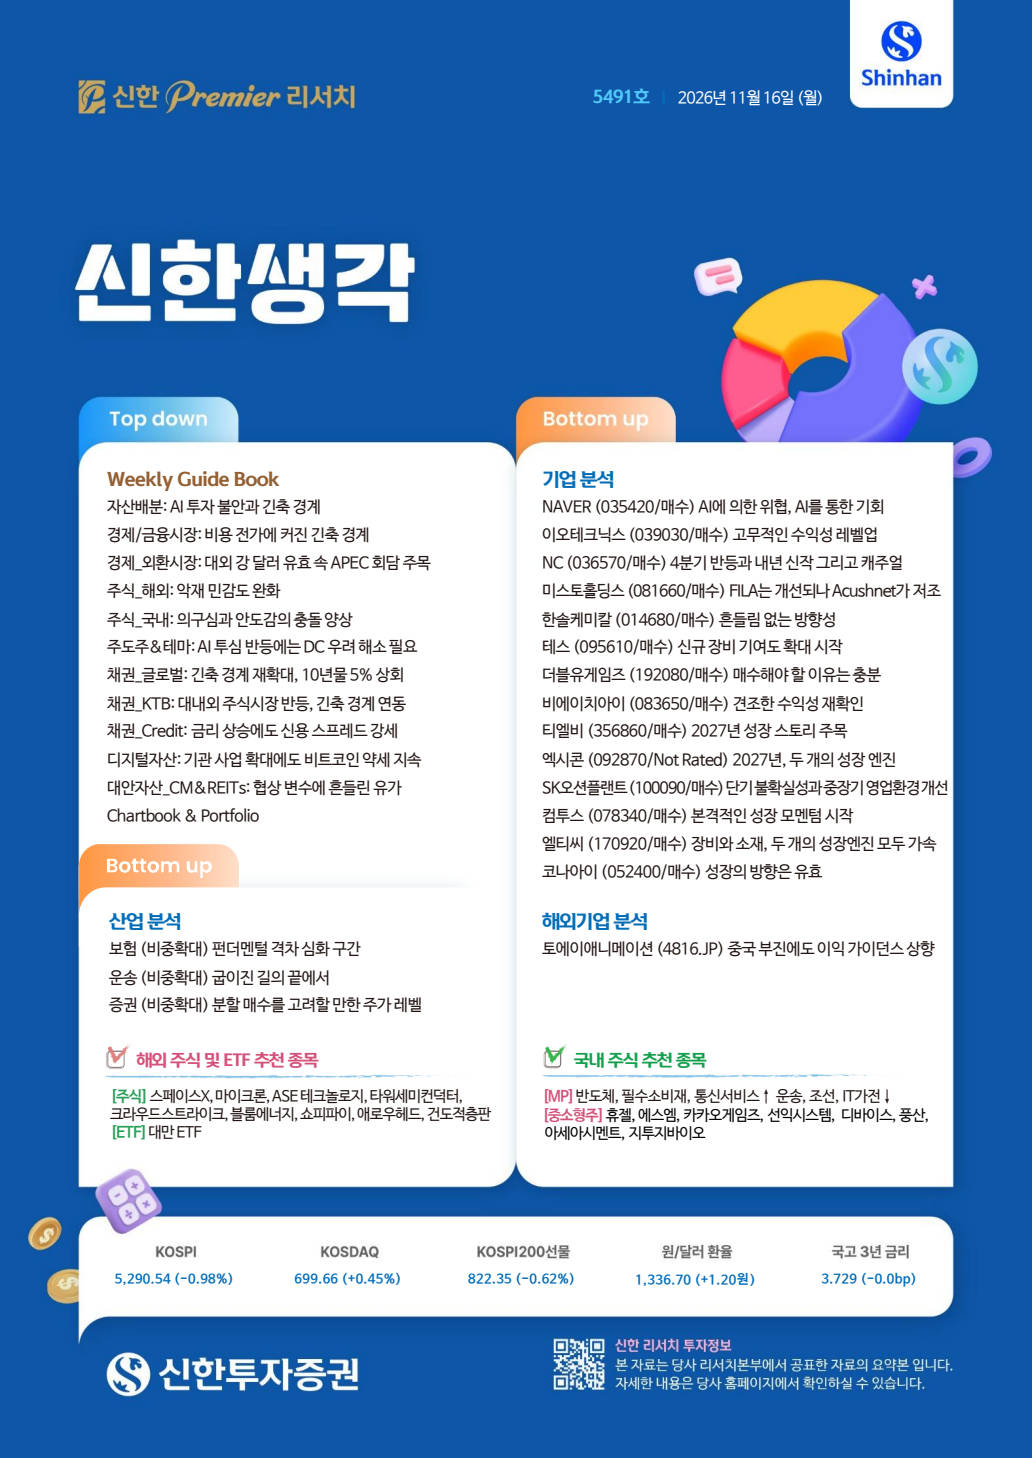 신한 Premier 리서치
5491호 | 2026년 11월 16일 (월)
Shinhan
신한생각
Top down
Weekly Guide Book
자산배분: AI 투자 불안과 긴축 경계
경제/금융시장: 비용 전가에 커진 긴축 경계
경제_외환시장: 대외 강 달러 유효 속 APEC 회담 주목
주식_해외: 악재 민감도 완화
주식_국내: 의구심과 안도감의 충돌 양상
주도주&테마: AI 투심 반등에는 DC 우려 해소 필요
채권_글로벌: 긴축 경계 재확대, 10년물 5% 상회
채권_KTB: 대내외 주식시장 반등, 긴축 경계 연동
채권_Credit: 금리 상승에도 신용 스프레드 강세
디지털자산: 기관 사업 확대에도 비트코인 약세 지속
대안자산_CM&REITs: 협상 변수에 흔들린 유가
Chartbook & Portfolio
Bottom up
산업 분석
보험 (비중확대) 펀더멘털 격차 심화 구간
운송 (비중확대) 굽이진 길의 끝에서
증권 (비중확대) 분할 매수를 고려할 만한 주가 레벨
해외 주식 및 ETF 추천 종목
[주식] 스페이스X, 마이크론, ASE 테크놀로지, 타워세미컨덕터,
크라우드스트라이크, 블룸에너지, 쇼피파이, 애로우헤드, 건도적층판
[ETF] 대만 ETF
Bottom up
기업 분석
NAVER (035420/매수) AI에 의한 위협, AI를 통한 기회
이오테크닉스 (039030/매수) 고무적인 수익성 레벨업
NC (036570/매수) 4분기 반등과 내년 신작 그리고 캐주얼
미스토홀딩스 (081660/매수) FILA는 개선되나 Acushnet가 저조
한솔케미칼 (014680/매수) 흔들림 없는 방향성
테스 (095610/매수) 신규 장비 기여도 확대 시작
더블유게임즈 (192080/매수) 매수해야 할 이유는 충분
비에이치아이 (083650/매수) 견조한 수익성 재확인
티엘비 (356860/매수) 2027년 성장 스토리 주목
엑시콘 (092870/Not Rated) 2027년, 두 개의 성장 엔진
SK오션플랜트 (100090/매수) 단기 불확실성과 중장기 영업환경 개선
컴투스 (078340/매수) 본격적인 성장 모멘텀 시작
엘티씨 (170920/매수) 장비와 소재, 두 개의 성장엔진 모두 가속
코나아이 (052400/매수) 성장의 방향은 유효
해외기업 분석
토에이애니메이션 (4816.JP) 중국 부진에도 이익 가이던스 상향
국내 주식 추천 종목
[MP] 반도체, 필수소비재, 통신서비스↑ 운송, 조선, IT가전↓
[중소형주] 휴젤, 에스엠, 카카오게임즈, 선익시스템, 디바이스, 풍산,
아세아시멘트, 지투지바이오
KOSPI KOSDAQ KOSPI200선물 원/달러 환율 국고 3년 금리
5,290.54 (-0.98%) 699.66 (+0.45%) 822.35 (-0.62%) 1,336.70 (+1.20원) 3.729 (-0.0bp)
신한투자증권
신한 리서치 투자정보
본 자료는 당사 리서치본부에서 공표한 자료의 요약본 입니다.
자세한 내용은 당사 홈페이지에서 확인하실 수 있습니다.